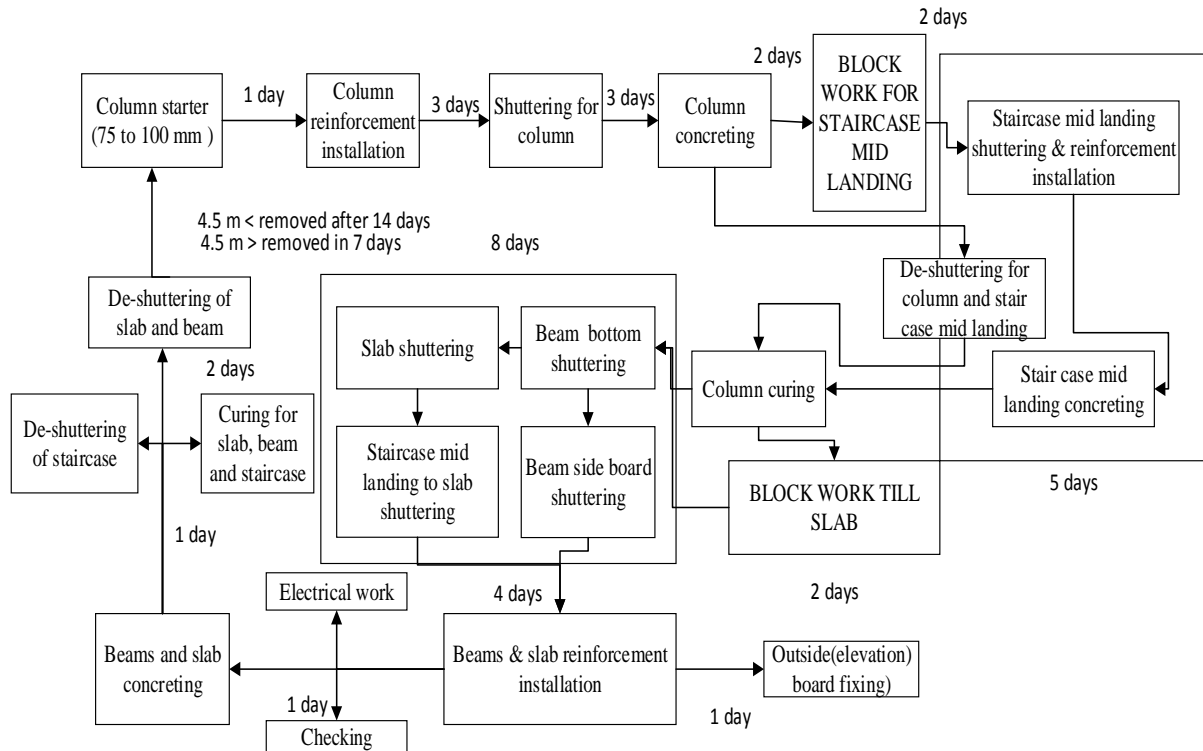 2 days
2 days
BLOCK
WORK FOR
STAIRCASE
MID
LANDING
Column starter
(75 to 100 mm )
1 day
Column
reinforcement
installation
3 days
Shuttering for
column
3 days
Column
concreting
Staircase mid landing
shuttering & reinforcement
installation
4.5 m < removed after 14 days
4.5 m > removed in 7 days
8 days
De-shuttering of
slab and beam
De-shuttering for
column and stair
case mid landing
Slab shuttering
Beam bottom
shuttering
Column curing
Stair case mid
landing concreting
2 days
De-shuttering
of staircase
Curing for
slab, beam
and staircase
Staircase mid
landing to slab
shuttering
Beam side board
shuttering
BLOCK WORK TILL
SLAB
5 days
1 day
Electrical work
4 days
2 days
Beams and slab
concreting
Beams & slab reinforcement
installation
Outside(elevation)
board fixing)
1 day
1 day
Checking